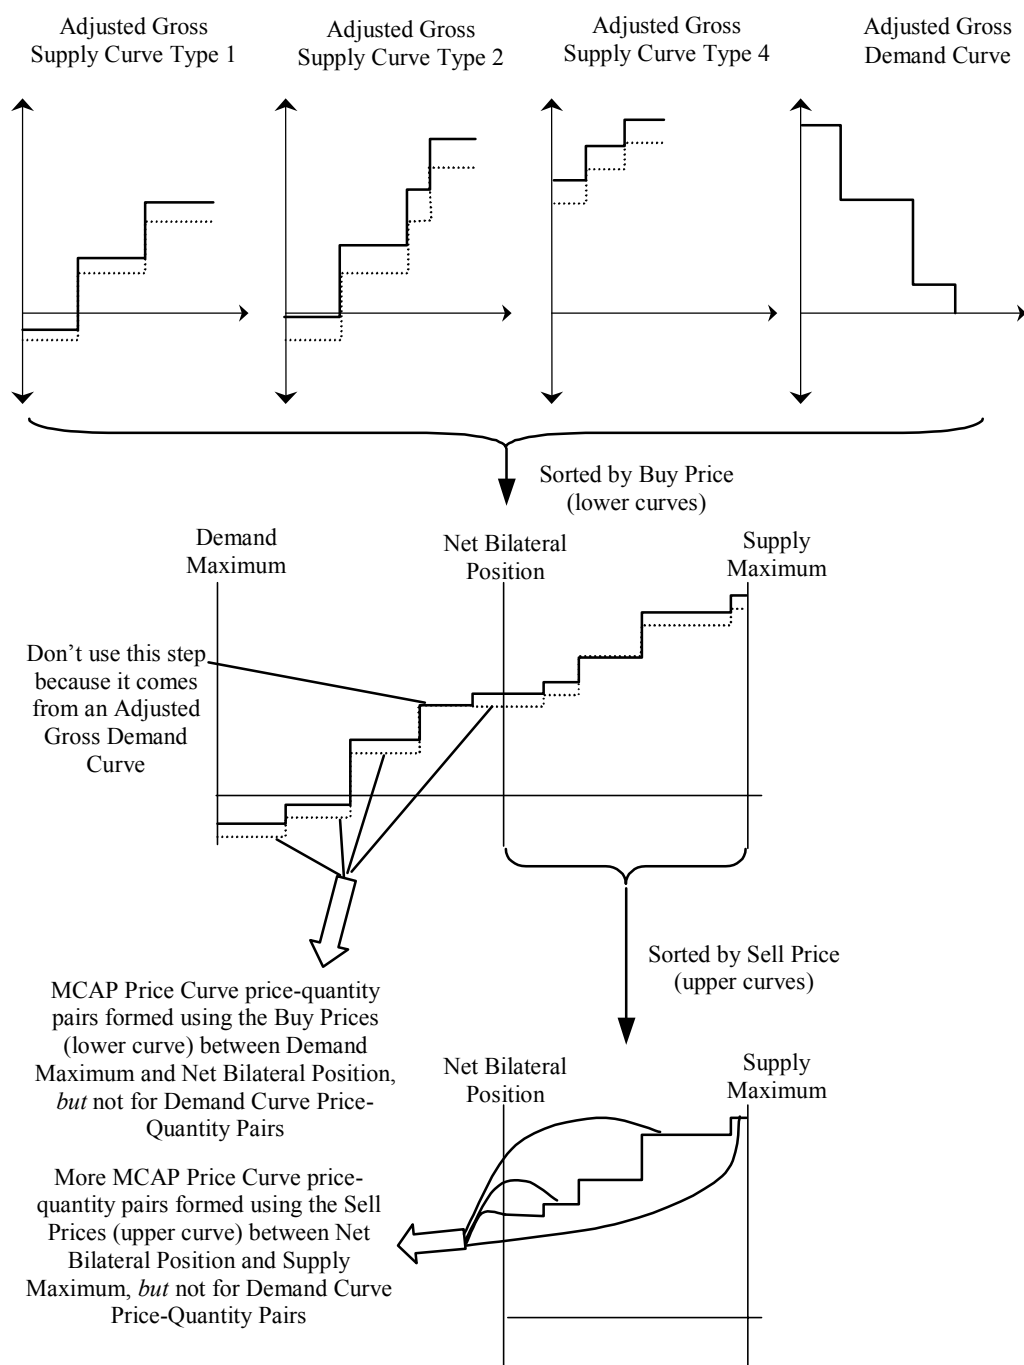 Adjusted Gross
Supply Curve Type 1
Adjusted Gross
Supply Curve Type 2
Adjusted Gross
Supply Curve Type 4
Adjusted Gross
Demand Curve
Sorted by Buy Price
(lower curves)
Demand
Maximum
Net Bilateral
Position
Supply
Maximum
Don’t use this step
because it comes
from an Adjusted
Gross Demand
Curve
Sorted by Sell Price
(upper curves)
MCAP Price Curve price-quantity
pairs formed using the Buy Prices
(lower curve) between Demand
Maximum and Net Bilateral Position,
but not for Demand Curve Price-
Quantity Pairs
Net Bilateral
Position
Supply
Maximum
More MCAP Price Curve price-
quantity pairs formed using the Sell
Prices (upper curve) between Net
Bilateral Position and Supply
Maximum, but not for Demand Curve
Price-Quantity Pairs